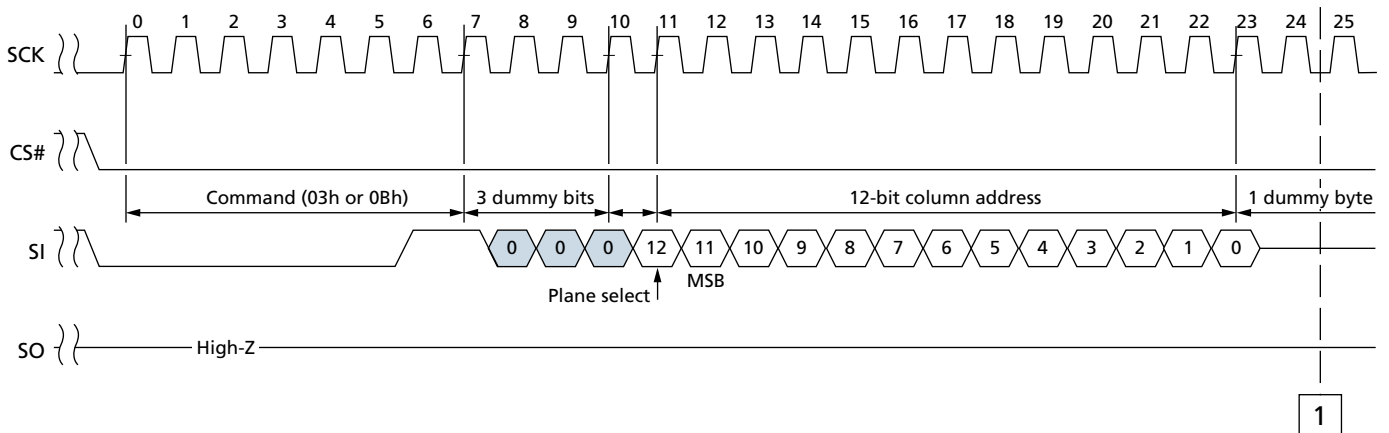 0 1 2 3 4 5 6 7 8 9 10 11 12 13 14 15 16 17 18 19 20 21 22 23 24 25
SCK
CS#
Command (03h or 0Bh) 3 dummy bits 12-bit column address 1 dummy byte
SI 0 0 0 12 11 10 9 8 7 6 5 4 3 2 1 0
Plane select MSB
SO High-Z
1